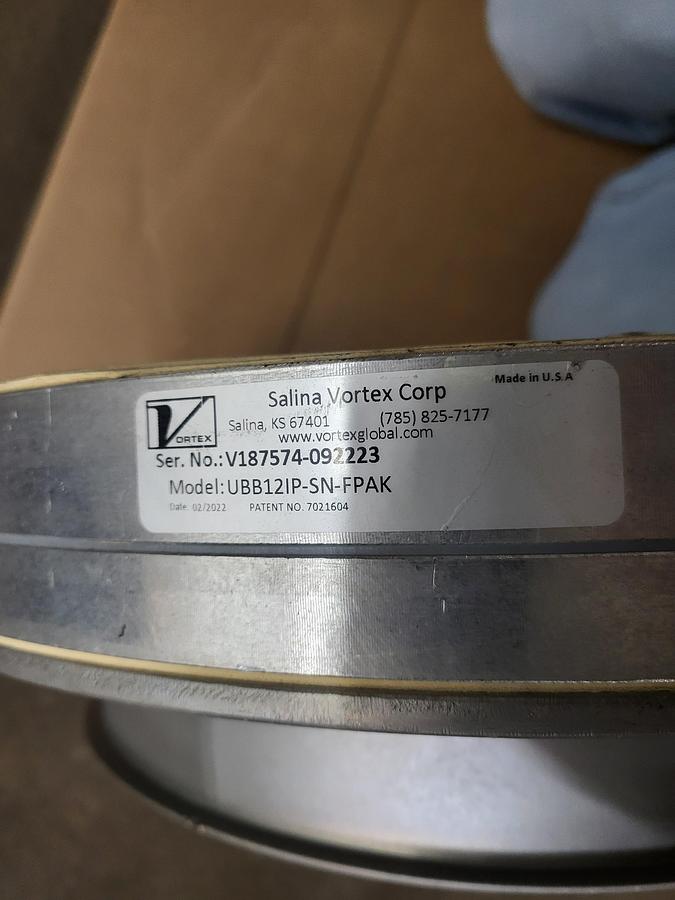 Made in U.S.A
Salina Vortex Corp
VORTEX
Salina, KS 67401 (785) 825-7177
www.vortexglobal.com
Ser. No.: V187574-092223
Model: UBB12IP-SN-FPAK
Date: 02/2022 PATENT NO. 7021604